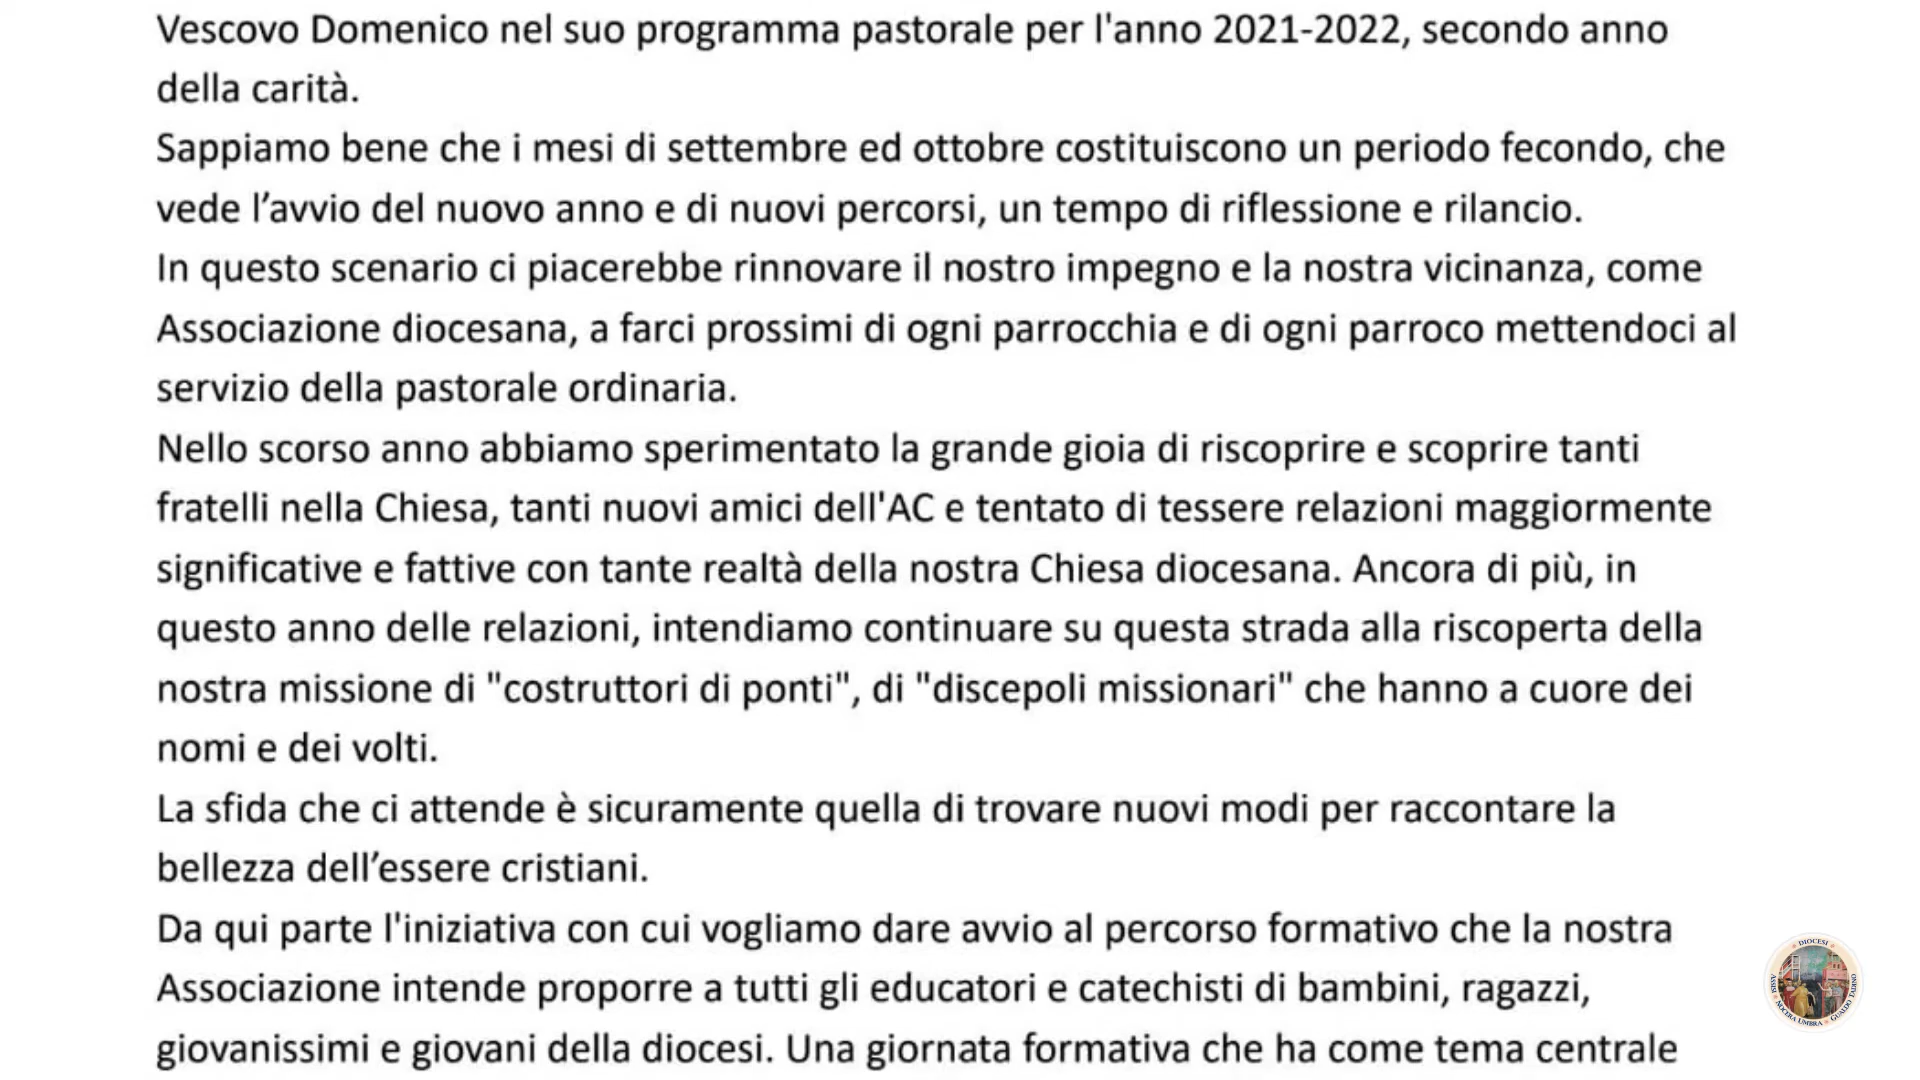 Vescovo Domenico nel suo programma pastorale per l'anno 2021-2022, secondo anno
della carità.
Sappiamo bene che i mesi di settembre ed ottobre costituiscono un periodo fecondo, che
vede l’avvio del nuovo anno e di nuovi percorsi, un tempo di riflessione e rilancio.
In questo scenario ci piacerebbe rinnovare il nostro impegno e la nostra vicinanza, come
Associazione diocesana, a farci prossimi di ogni parrocchia e di ogni parroco mettendoci al
servizio della pastorale ordinaria.
Nello scorso anno abbiamo sperimentato la grande gioia di riscoprire e scoprire tanti
fratelli nella Chiesa, tanti nuovi amici dell'AC e tentato di tessere relazioni maggiormente
significative e fattive con tante realtà della nostra Chiesa diocesana. Ancora di più, in
questo anno delle relazioni, intendiamo continuare su questa strada alla riscoperta della
nostra missione di "costruttori di ponti", di "discepoli missionari" che hanno a cuore dei
nomi e dei volti.
La sfida che ci attende è sicuramente quella di trovare nuovi modi per raccontare la
bellezza dell’essere cristiani.
Da qui parte l'iniziativa con cui vogliamo dare avvio al percorso formativo che la nostra
Associazione intende proporre a tutti gli educatori e catechisti di bambini, ragazzi,
giovanissimi e giovani della diocesi. Una giornata formativa che ha come tema centrale
DIOCESI
ASSISI NOCERA UMBRA GUALDO TADINO